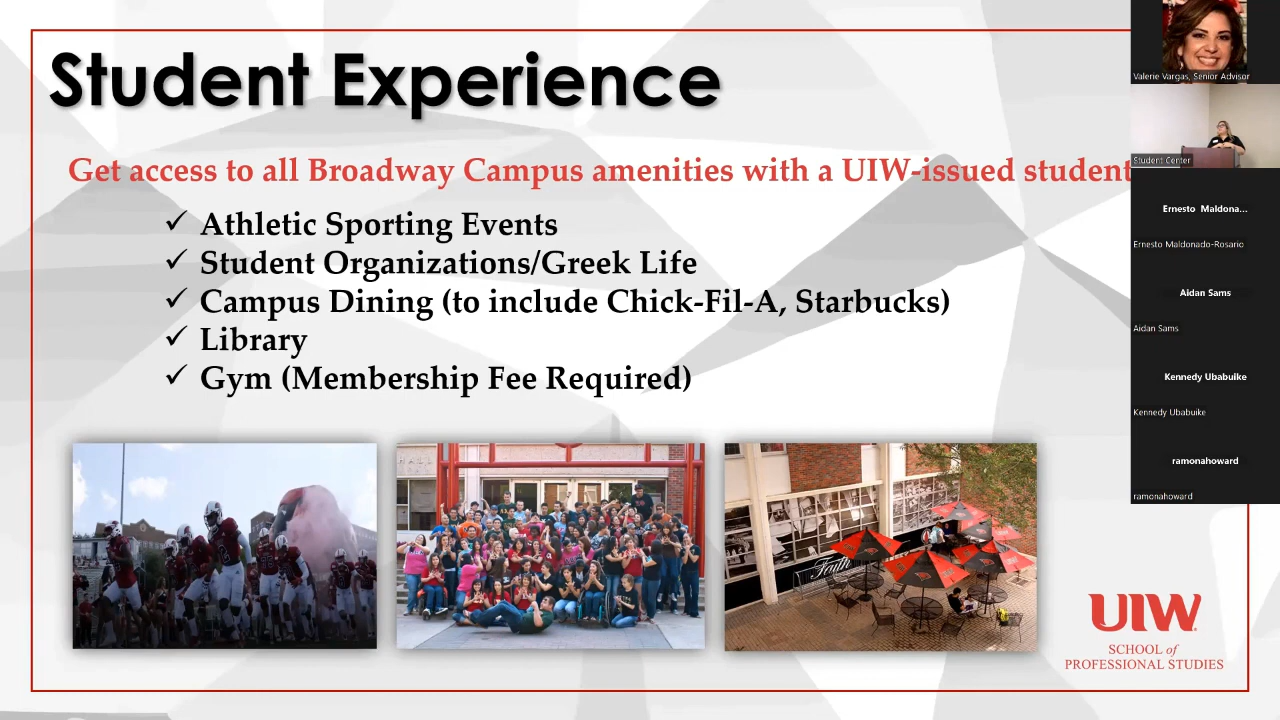 Student Experience
Get access to all Broadway Campus amenities with a UIW-issued student
✓ Athletic Sporting Events
✓ Student Organizations/Greek Life
✓ Campus Dining (to include Chick-Fil-A, Starbucks)
✓ Library
✓ Gym (Membership Fee Required)
HALL
Faith
UIW
SCHOOL of
PROFESSIONAL STUDIES
Valerie Vargas, Senior Advisor
Student Center
Ernesto Maldona...
Ernesto Maldonado-Rosario
Aidan Sams
Aidan Sams
Kennedy Ubabuike
Kennedy Ubabuike
ramonahoward
ramonahoward